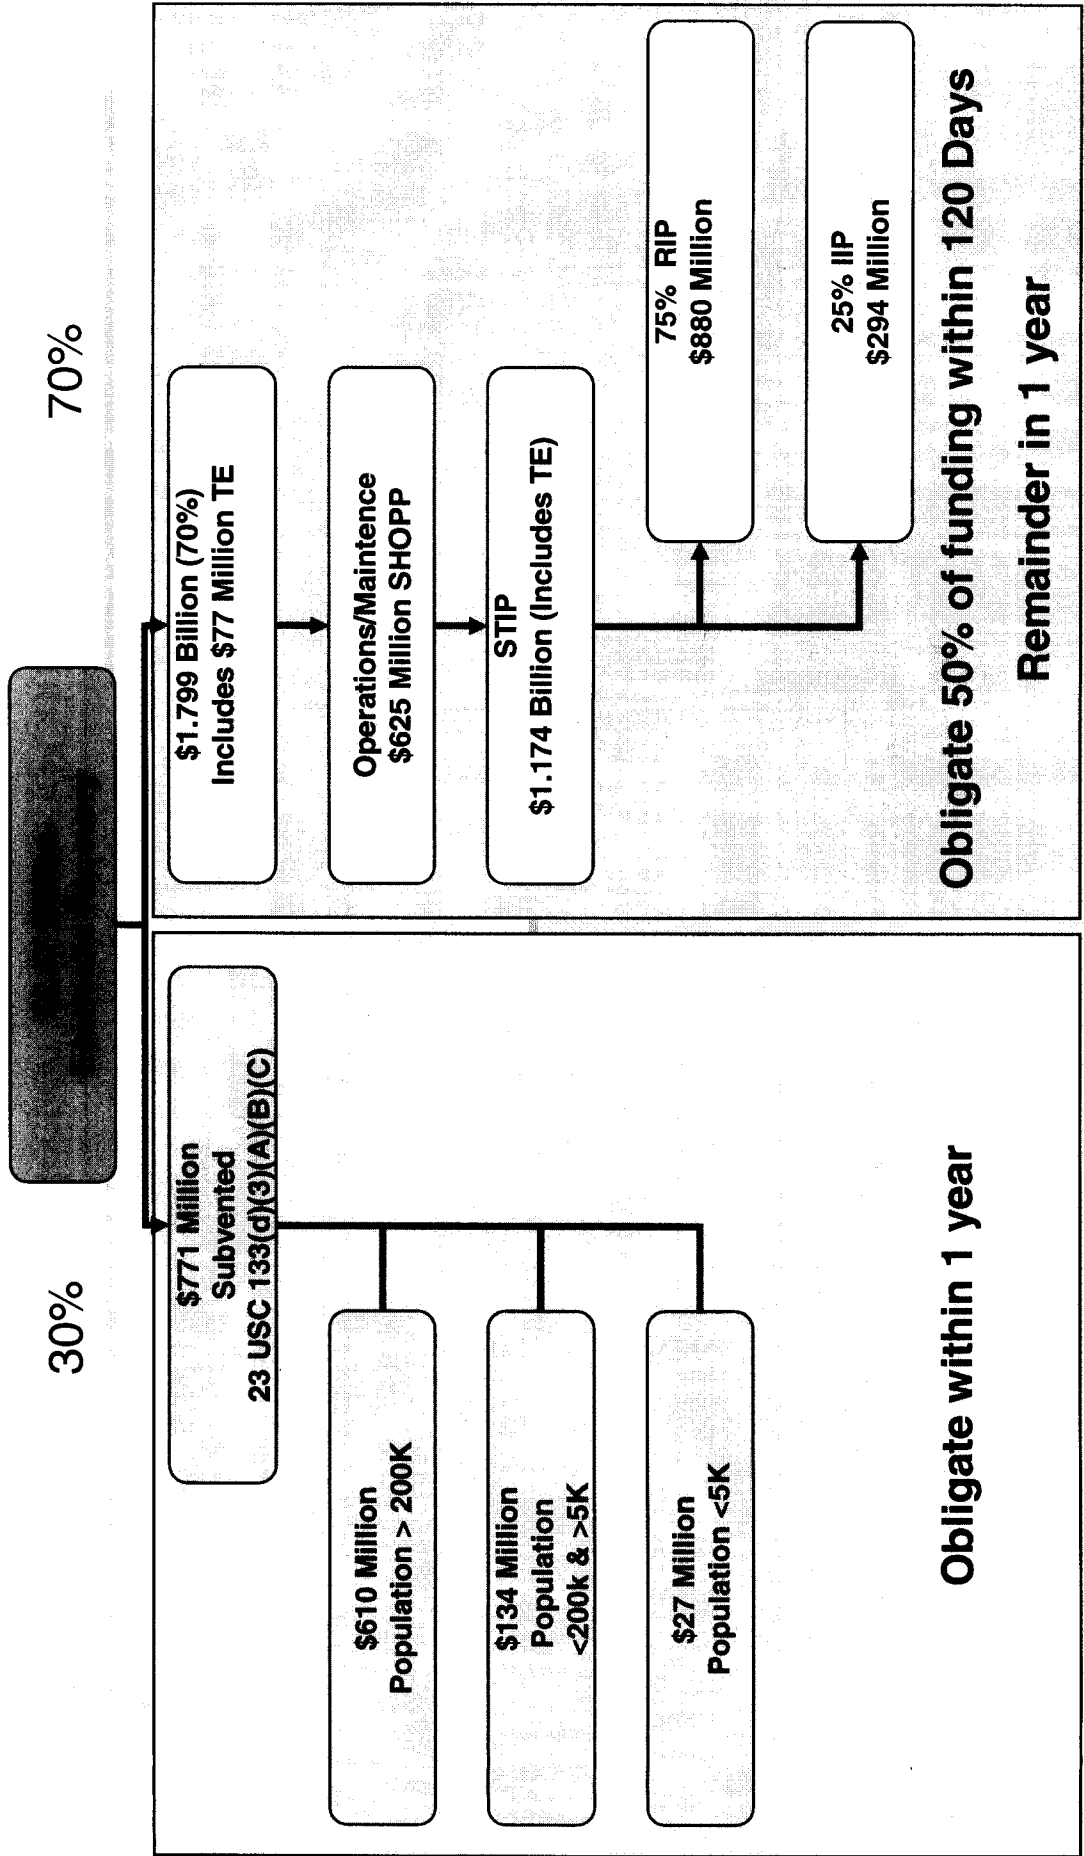 30%
70%
$771 Million
Subvented
23 USC 133(d)(3)(A)(B)(C)
$610 Million
Population > 200K
$134 Million
Population
<200k & >5K
$27 Million
Population <5K
Obligate within 1 year
$1.799 Billion (70%)
Includes $77 Million TE
Operations/Maintence
$625 Million SHOPP
STIP
$1.174 Billion (Includes TE)
75% RIP
$880 Million
25% IIP
$294 Million
Obligate 50% of funding within 120 Days
Remainder in 1 year